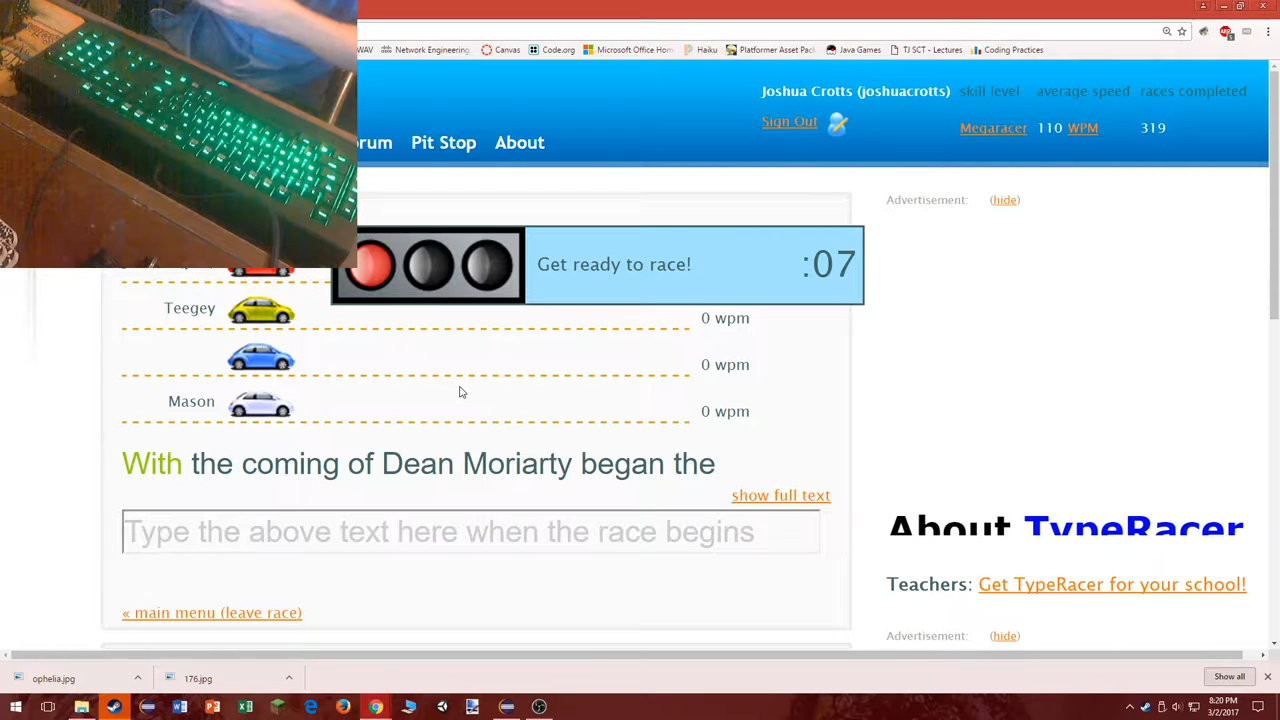 WAV Network Engineering Canvas Code.org Microsoft Office Hom Haiku Platformer Asset Pack Java Games TJ SCT - Lectures Coding Practices
Joshua Crotts (joshuacrotts) skill level average speed races completed
Sign Out Megaracer 110 WPM 319
orum Pit Stop About
Advertisement: (hide)
Get ready to race! :07
Teegey
0 wpm
0 wpm
Mason
0 wpm
With the coming of Dean Moriarty began the
show full text
Type the above text here when the race begins
About TypeRacer
Teachers: Get TypeRacer for your school!
« main menu (leave race)
Advertisement: (hide)
ophelia.jpg 176.jpg Show all
8:20 PM
3/2/2017